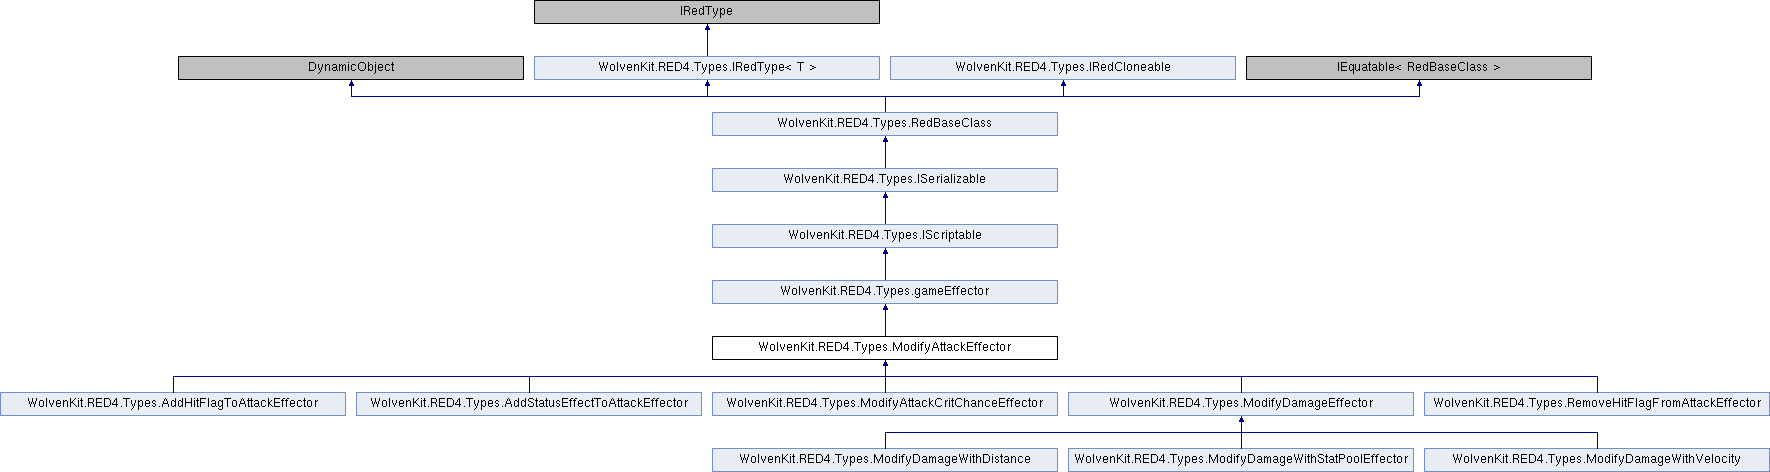 IRedType
DynamicObject
WolvenKit.RED4.Types.IRedType< T >
WolvenKit.RED4.Types.IRedCloneable
IEquatable< RedBaseClass >
WolvenKit.RED4.Types.RedBaseClass
WolvenKit.RED4.Types.ISerializable
WolvenKit.RED4.Types.IScriptable
WolvenKit.RED4.Types.gameEffector
WolvenKit.RED4.Types.ModifyAttackEffector
WolvenKit.RED4.Types.AddHitFlagToAttackEffector
WolvenKit.RED4.Types.AddStatusEffectToAttackEffector
WolvenKit.RED4.Types.ModifyAttackCritChanceEffector
WolvenKit.RED4.Types.ModifyDamageEffector
WolvenKit.RED4.Types.RemoveHitFlagFromAttackEffector
WolvenKit.RED4.Types.ModifyDamageWithDistance
WolvenKit.RED4.Types.ModifyDamageWithStatPoolEffector
WolvenKit.RED4.Types.ModifyDamageWithVelocity